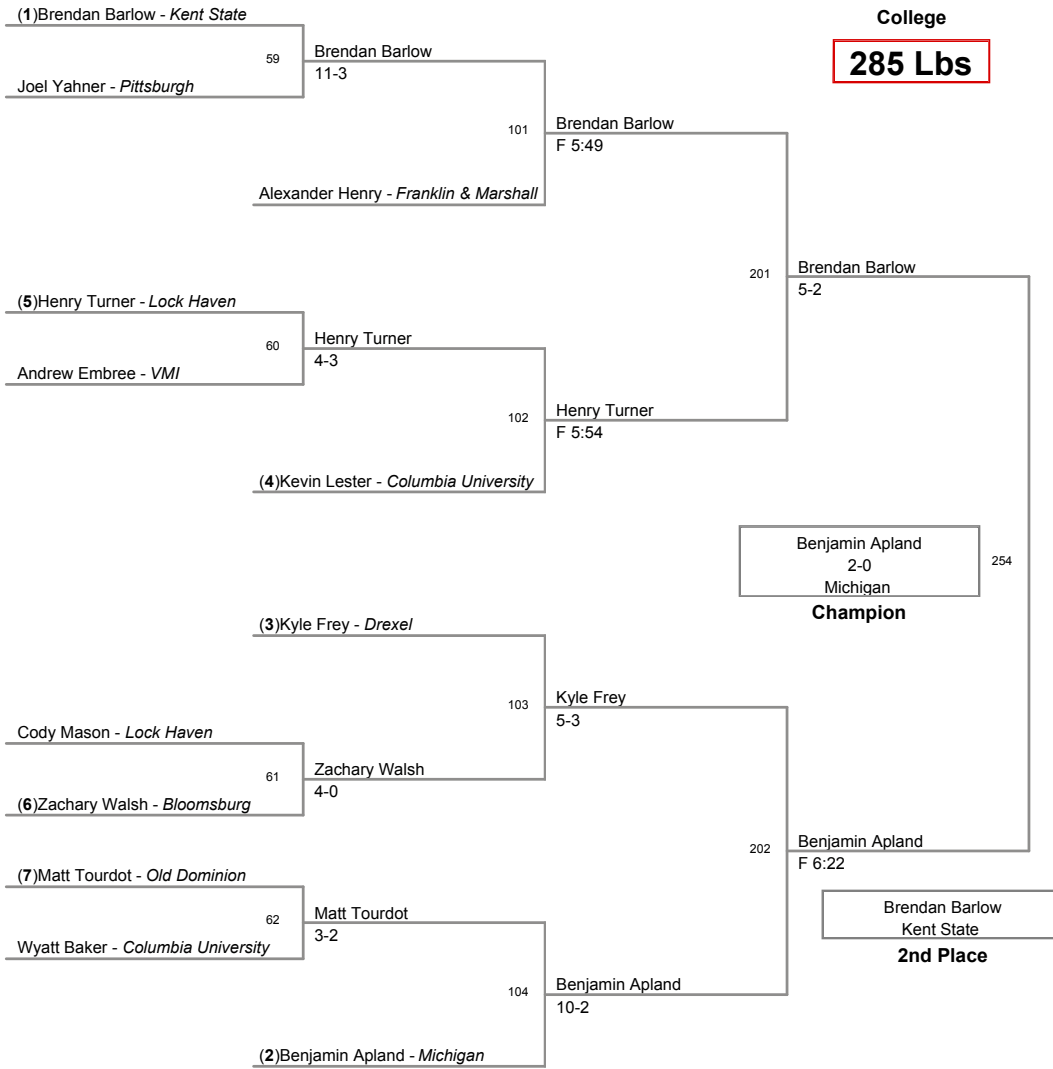 (1)Brendan Barlow - Kent State
College
59
Brendan Barlow
11-3
285 Lbs
Joel Yahner - Pittsburgh
101
Brendan Barlow
F 5:49
Alexander Henry - Franklin & Marshall
201
Brendan Barlow
5-2
(5)Henry Turner - Lock Haven
60
Henry Turner
4-3
Andrew Embree - VMI
102
Henry Turner
F 5:54
(4)Kevin Lester - Columbia University
Benjamin Apland
2-0
Michigan
254
Champion
(3)Kyle Frey - Drexel
103
Kyle Frey
5-3
Cody Mason - Lock Haven
61
Zachary Walsh
4-0
(6)Zachary Walsh - Bloomsburg
202
Benjamin Apland
F 6:22
(7)Matt Tourdot - Old Dominion
62
Matt Tourdot
3-2
Brendan Barlow
Kent State
2nd Place
Wyatt Baker - Columbia University
104
Benjamin Apland
10-2
(2)Benjamin Apland - Michigan